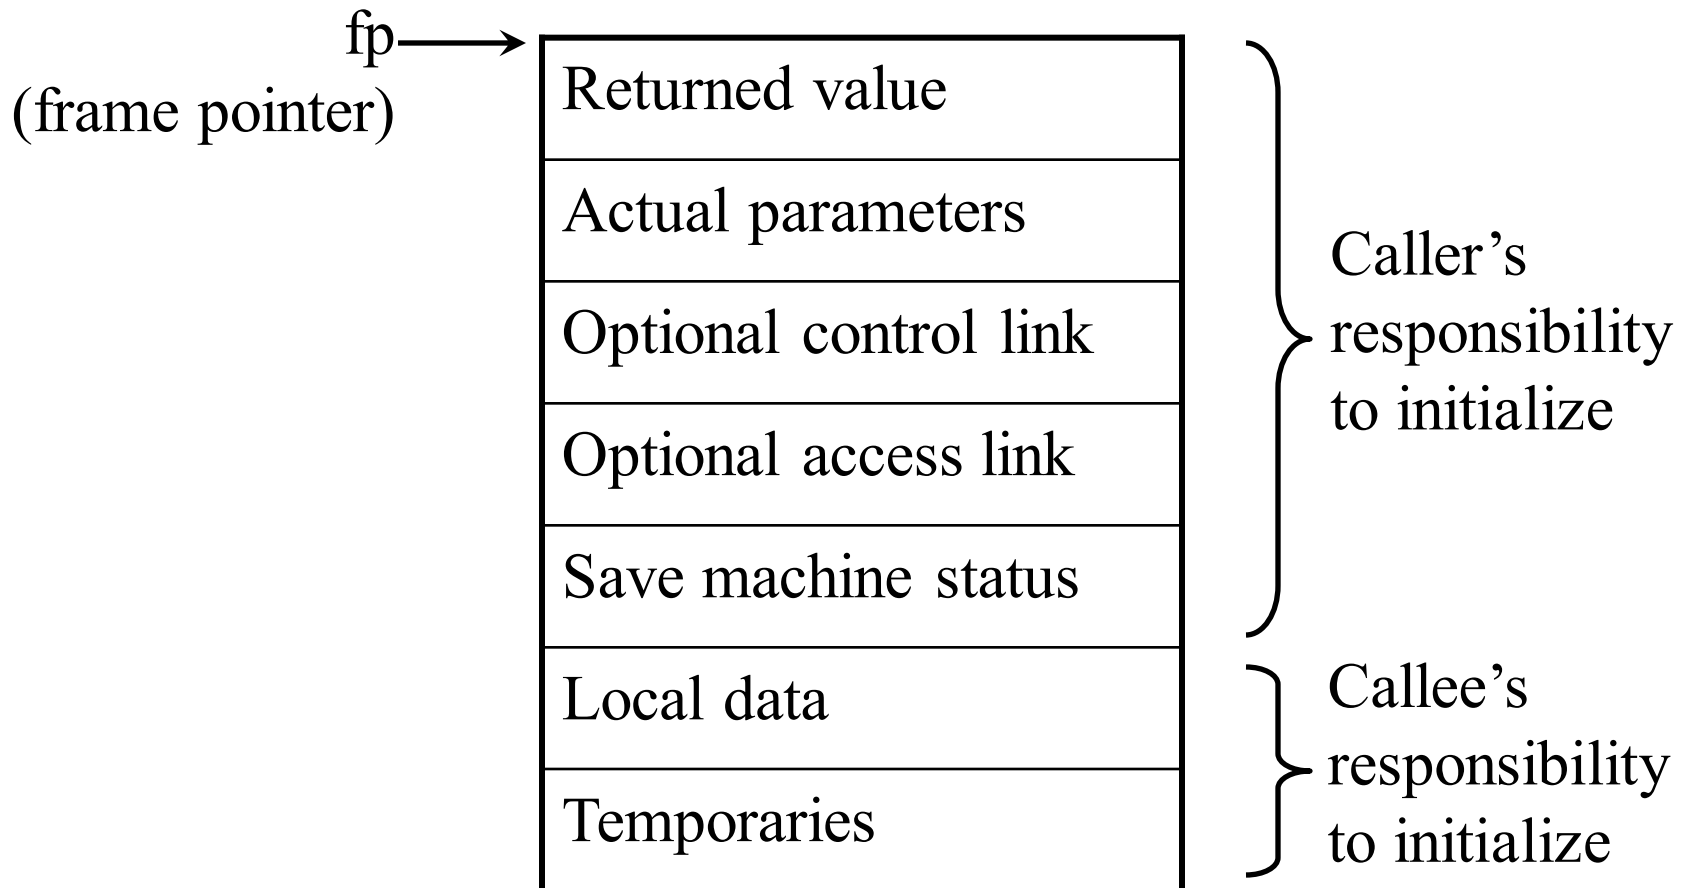 fp
(frame pointer)
Returned value
Actual parameters
Optional control link
Optional access link
Save machine status
Local data
Temporaries
Caller’s
responsibility
to initialize
Callee’s
responsibility
to initialize